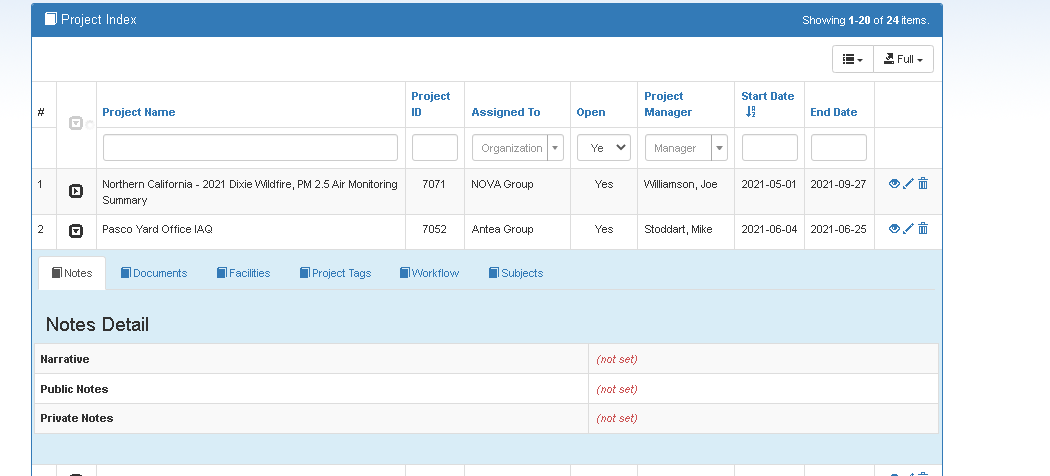 Project Index
Showing 1-20 of 24 items.
Full
#
Project Name
Project ID
Assigned To
Open
Project Manager
Start Date
End Date
Organization
Ye
Manager
1 Northern California - 2021 Dixie Wildfire, PM 2.5 Air Monitoring Summary 7071 NOVA Group Yes Williamson, Joe 2021-05-01 2021-09-27
2 Pasco Yard Office IAQ 7052 Antea Group Yes Stoddart, Mike 2021-06-04 2021-06-25
Notes Documents Facilities Project Tags Workflow Subjects
Notes Detail
Narrative (not set)
Public Notes (not set)
Private Notes (not set)